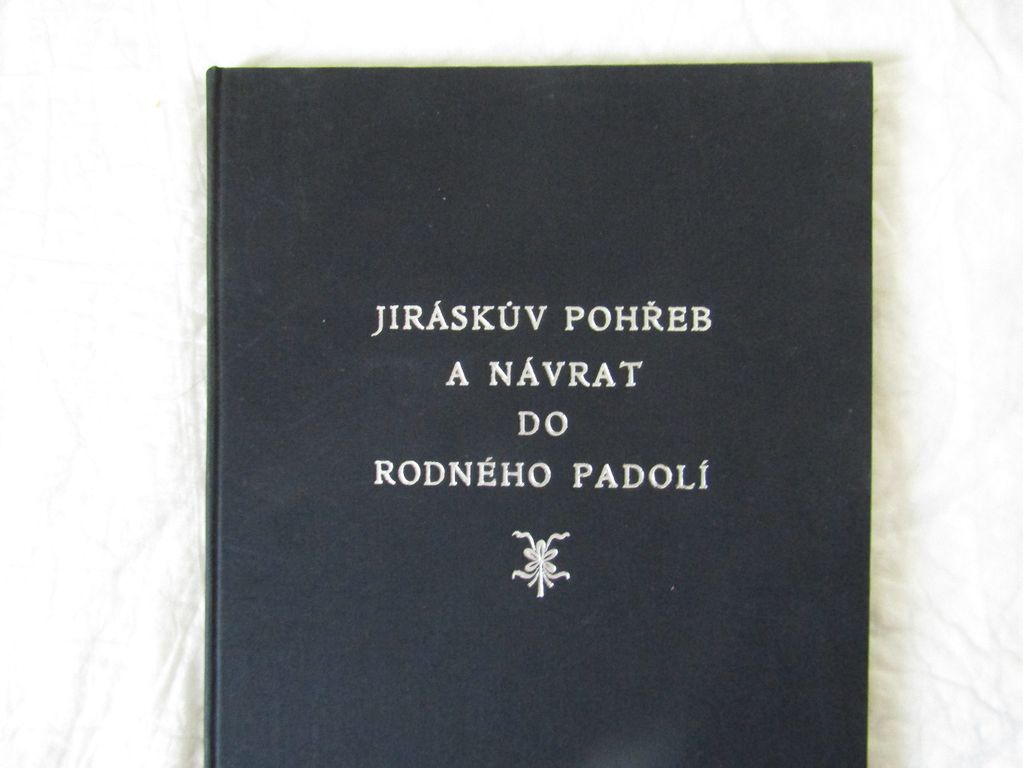 JIRÁSKŮV POHŘEB
A NÁVRAT
DO
RODNÉHO PADOLÍ